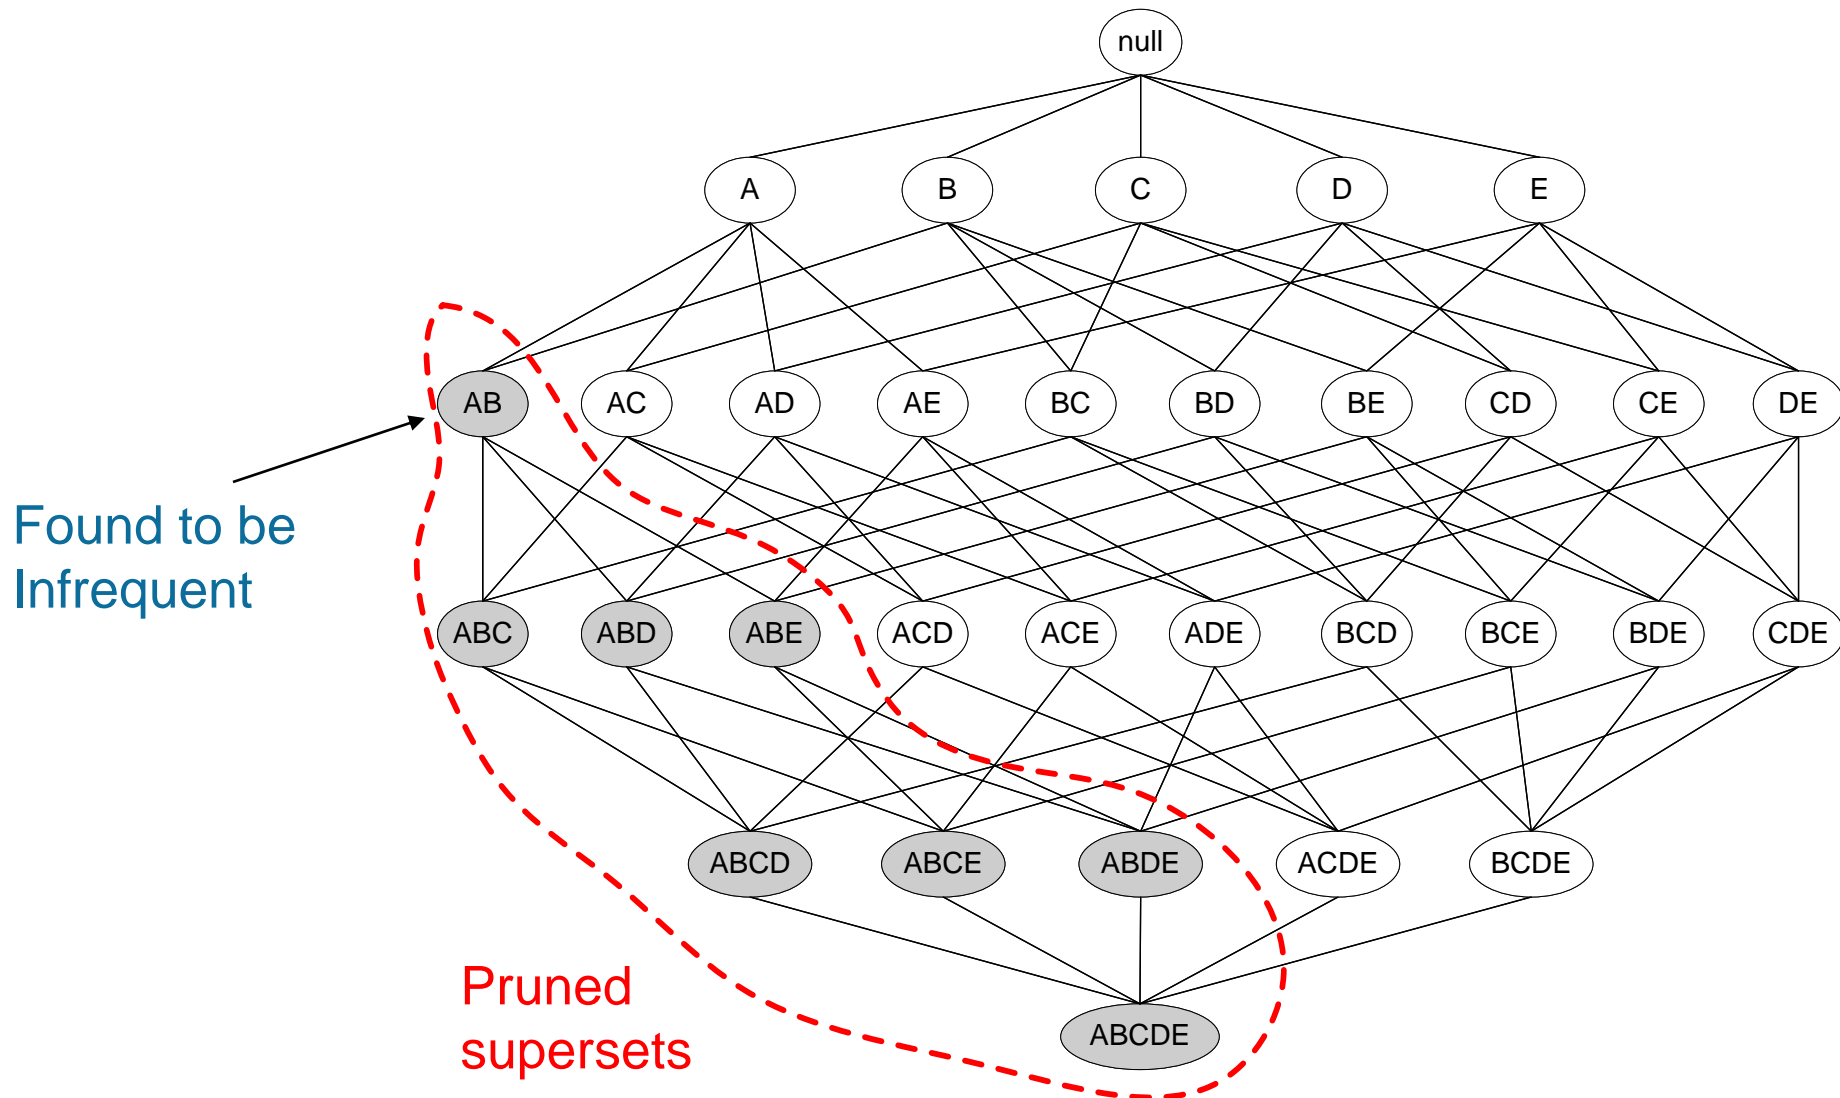 null
A B C D E
AB AC AD AE BC BD BE CD CE DE
Found to be
Infrequent
ABC ABD ABE ACD ACE ADE BCD BCE BDE CDE
ABCD ABCE ABDE ACDE BCDE
Pruned
supersets
ABCDE